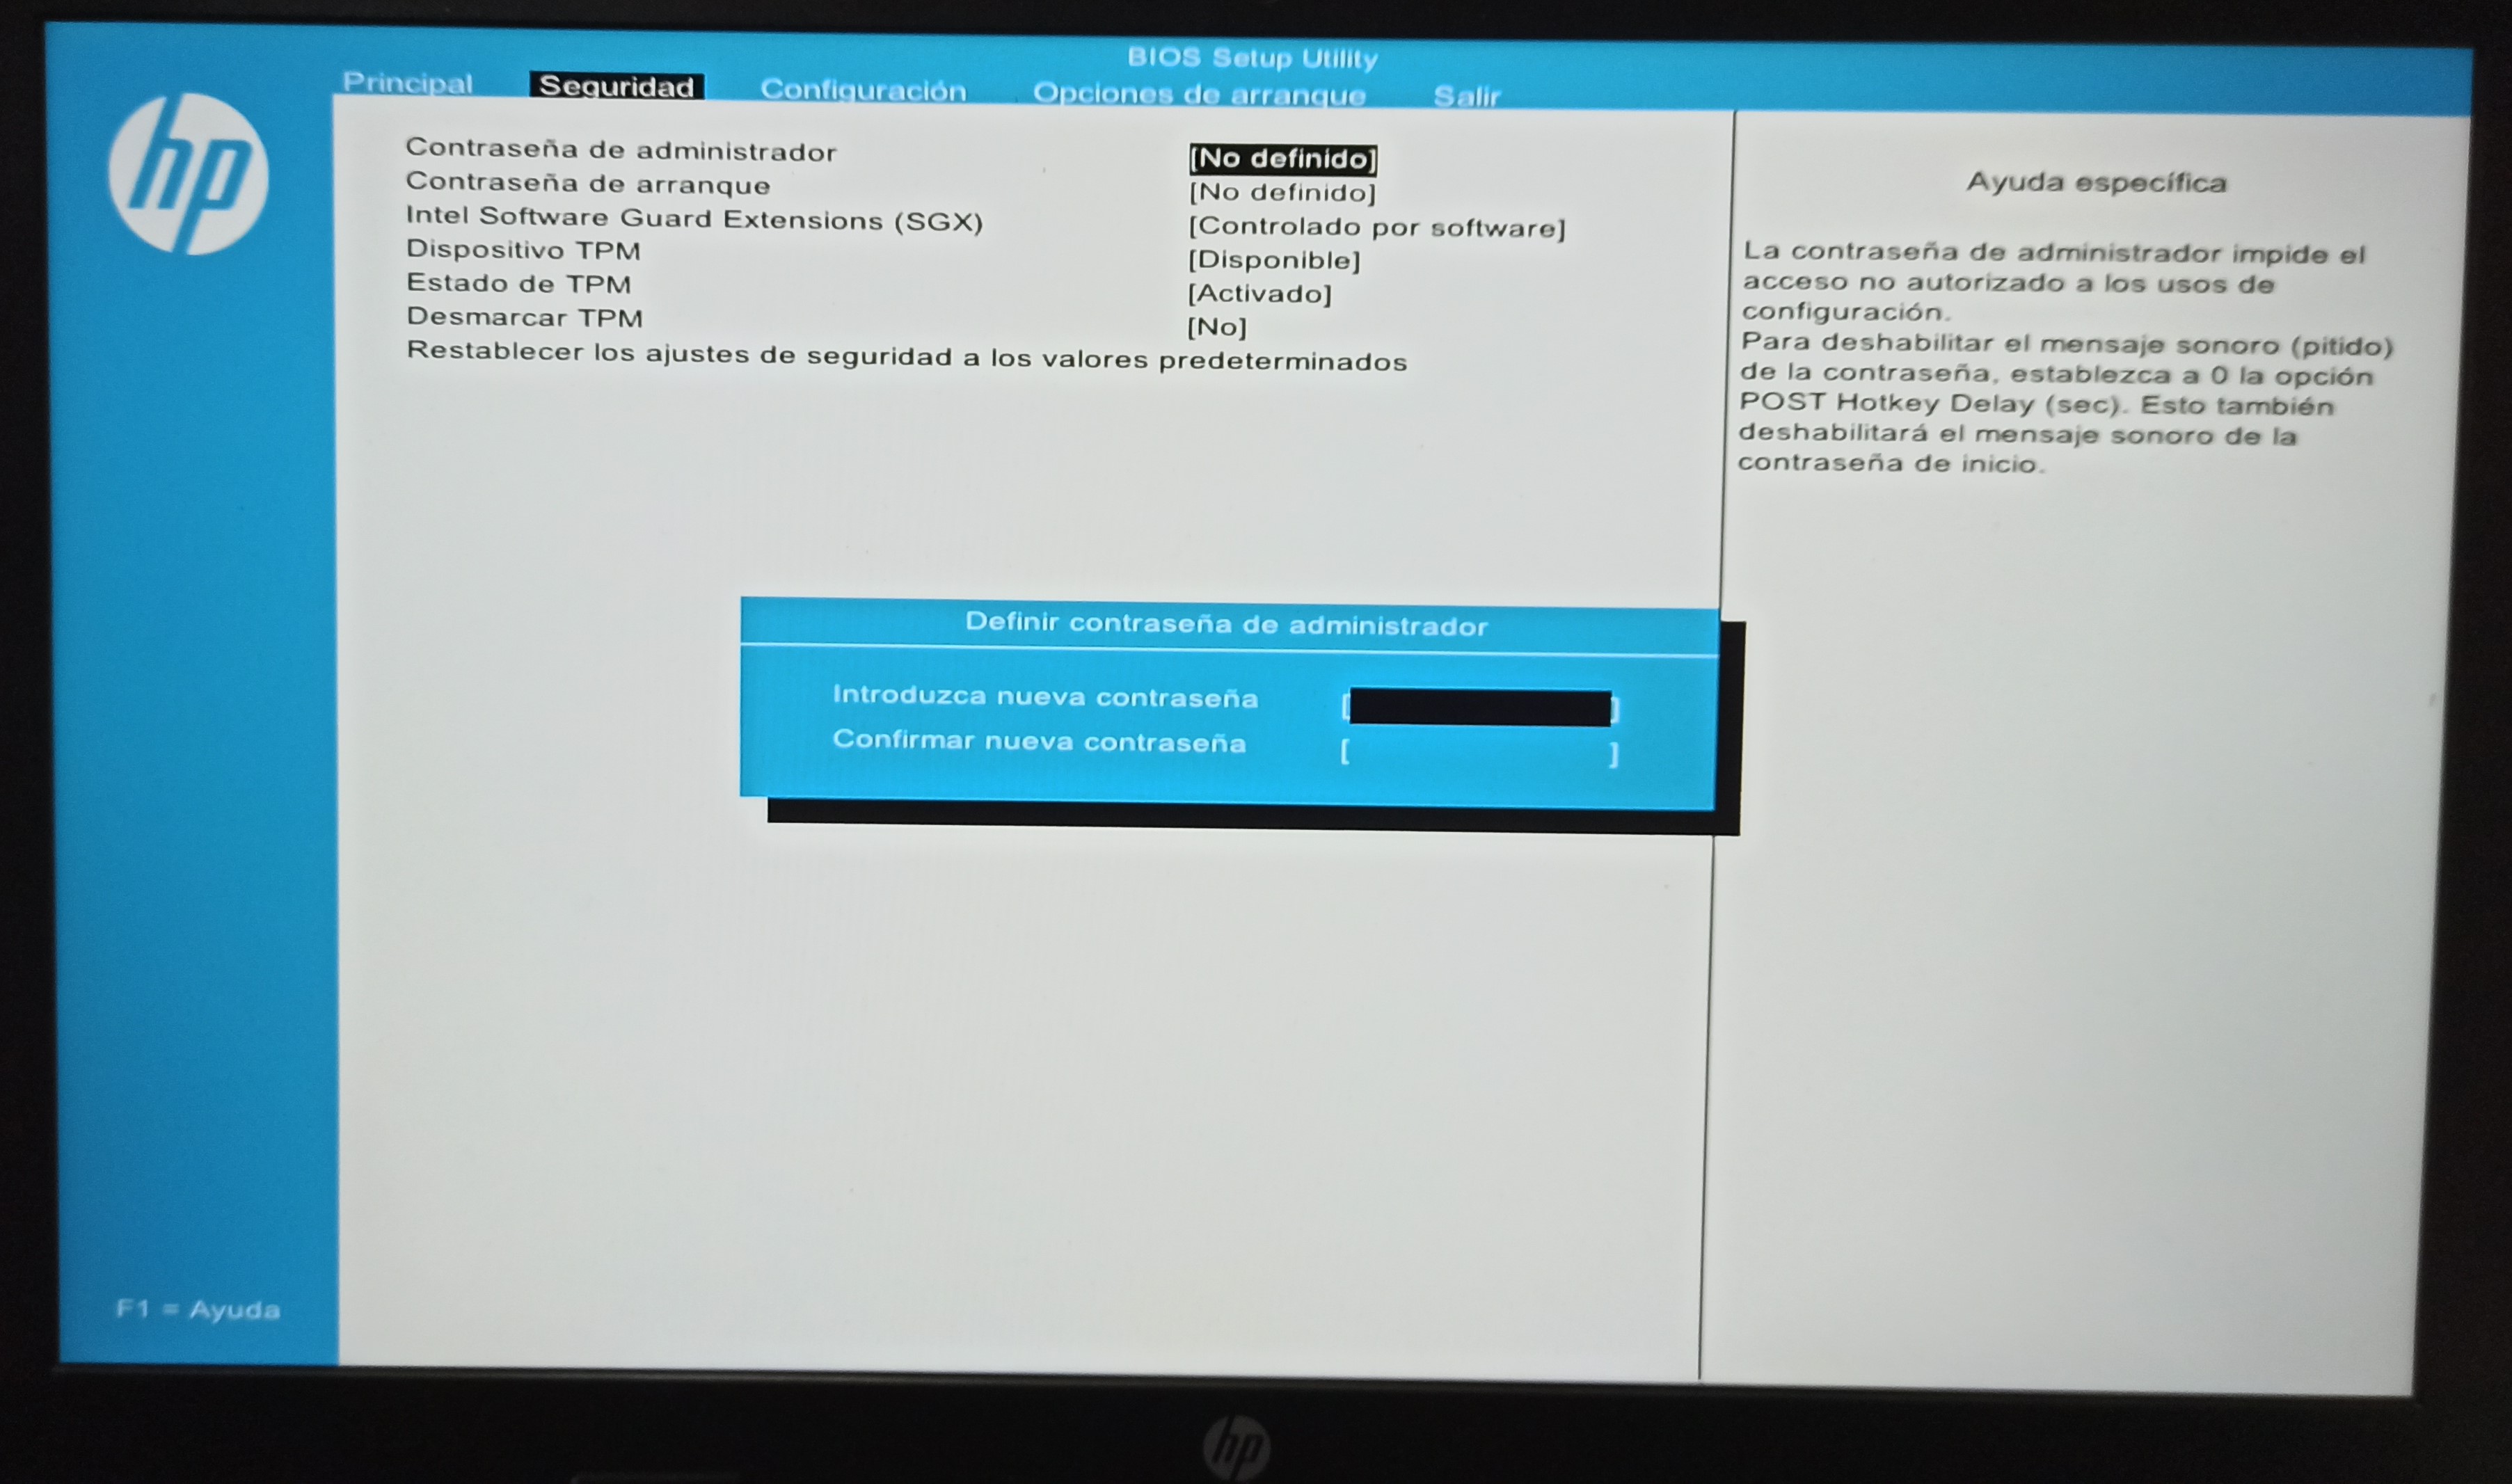 BIOS Setup Utility
Principal Seguridad Configuración Opciones de arranque Salir
hp
Contraseña de administrador [No definido]
Contraseña de arranque [No definido]
Intel Software Guard Extensions (SGX) [Controlado por software]
Dispositivo TPM [Disponible]
Estado de TPM [Activado]
Desmarcar TPM [No]
Restablecer los ajustes de seguridad a los valores predeterminados
Ayuda específica
La contraseña de administrador impide el
acceso no autorizado a los usos de
configuración.
Para deshabilitar el mensaje sonoro (pitido)
de la contraseña, establezca a 0 la opción
POST Hotkey Delay (sec). Esto también
deshabilitará el mensaje sonoro de la
contraseña de inicio.
Definir contraseña de administrador
Introduzca nueva contraseña [ ]
Confirmar nueva contraseña [ ]
F1 = Ayuda
hp